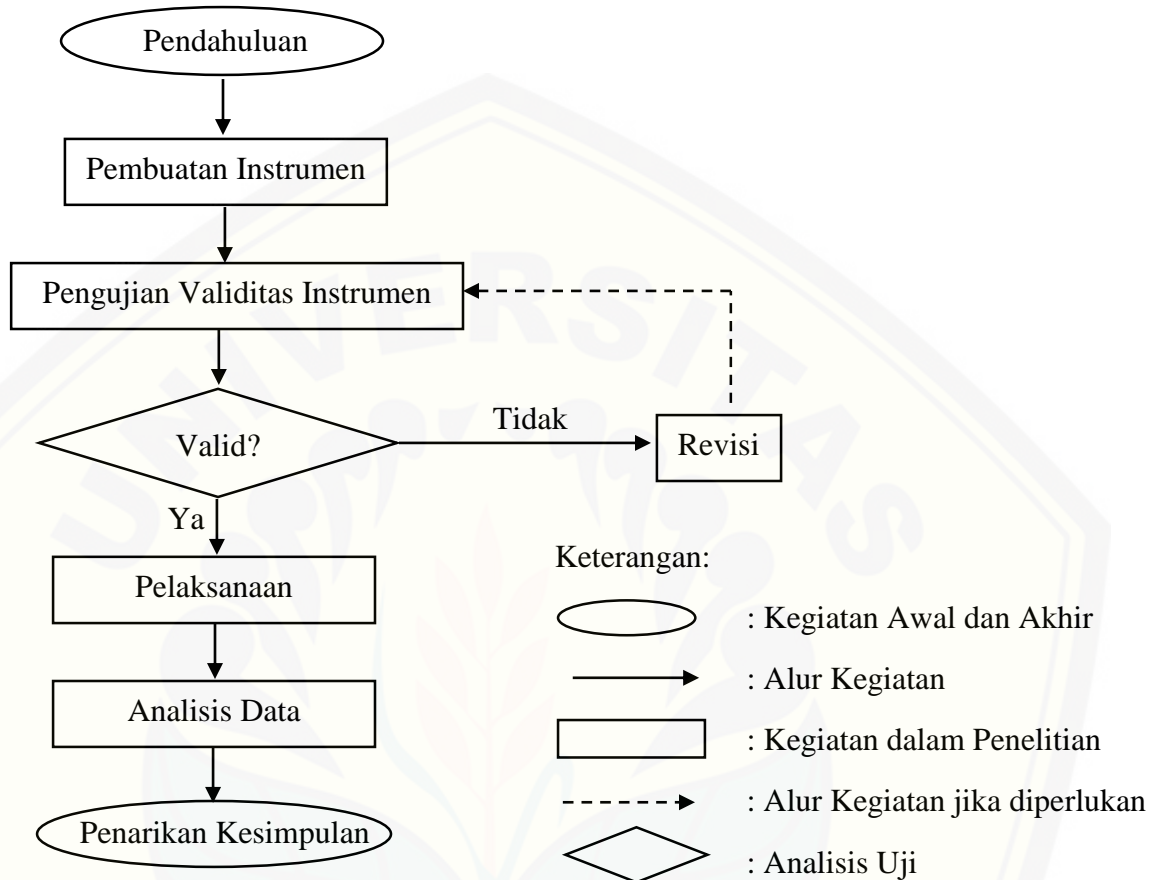 Pendahuluan
Pembuatan Instrumen
Pengujian Validitas Instrumen
Valid?
Tidak
Revisi
Ya
Pelaksanaan
Analisis Data
Penarikan Kesimpulan
Keterangan:
: Kegiatan Awal dan Akhir
: Alur Kegiatan
: Kegiatan dalam Penelitian
: Alur Kegiatan jika diperlukan
: Analisis Uji
UNIVERSITAS